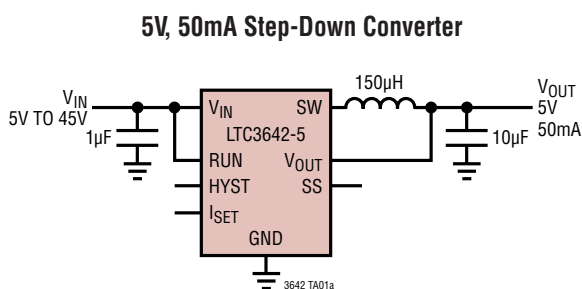 5V, 50mA Step-Down Converter
150µH
VIN
5V TO 45V
1µF
VIN
SW
LTC3642-5
RUN
VOUT
HYST
SS
ISET
GND
VOUT
5V
50mA
10µF
3642 TA01a